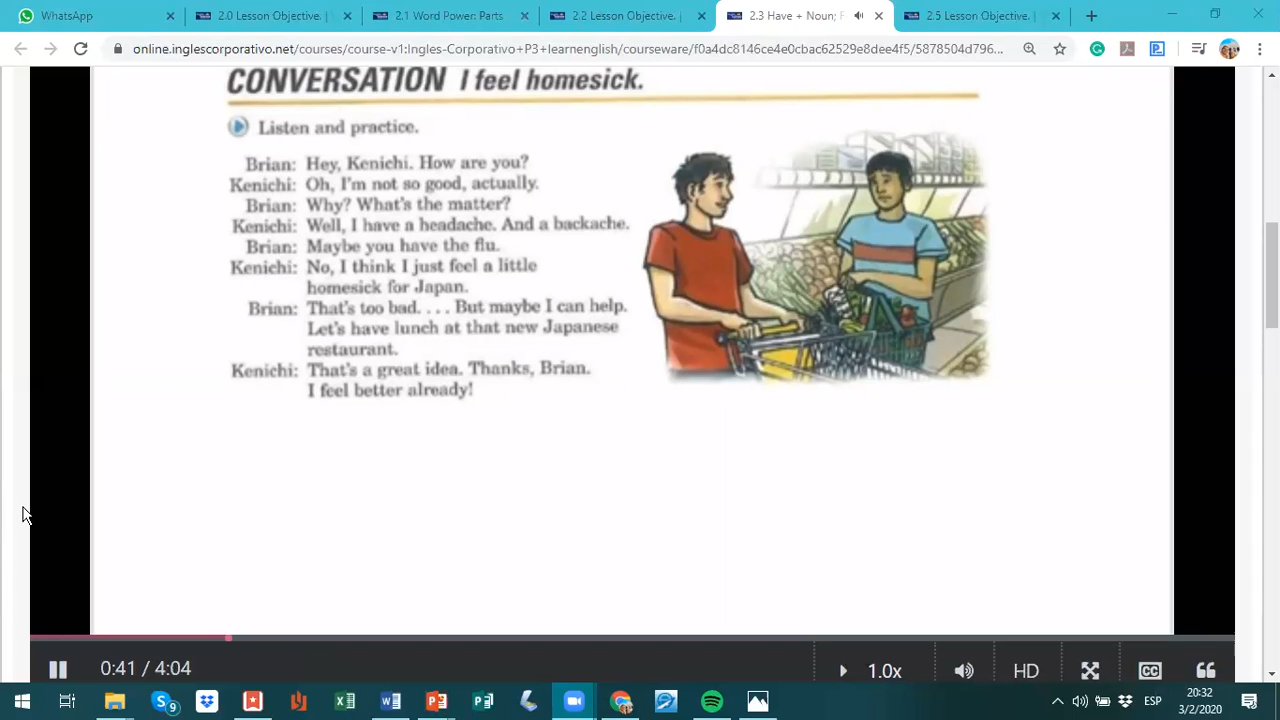 WhatsApp
2.0 Lesson Objective. |
2.1 Word Power: Parts
2.2 Lesson Objective. |
2.3 Have + Noun; F
2.5 Lesson Objective. |
online.inglescorporativo.net/courses/course-v1:Ingles-Corporativo+P3+learnenglish/courseware/f0a4dc8146ce4e0cbac62529e8dee4f5/5878504d796...
CONVERSATION I feel homesick.
Listen and practice.
Brian: Hey, Kenichi. How are you?
Kenichi: Oh, I'm not so good, actually.
Brian: Why? What's the matter?
Kenichi: Well, I have a headache. And a backache.
Brian: Maybe you have the flu.
Kenichi: No, I think I just feel a little
homesick for Japan.
Brian: That's too bad. . . . But maybe I can help.
Let's have lunch at that new Japanese
restaurant.
Kenichi: That's a great idea. Thanks, Brian.
I feel better already!
0:41 / 4:04
1.0x
HD
CC
9
ESP
20:32
3/2/2020